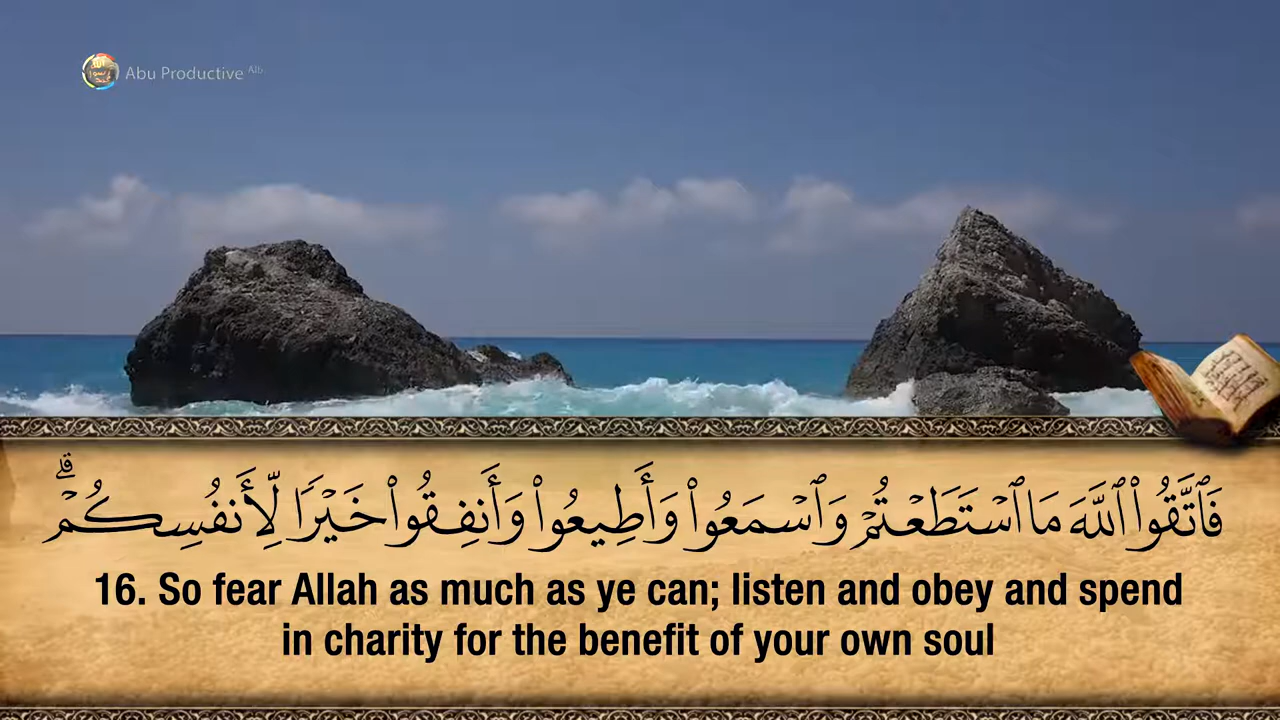 Abu Productive Alb.
فَٱتَّقُوا۟ ٱللَّهَ مَا ٱسْتَطَعْتُمْ وَٱسْمَعُوا۟ وَأَطِيعُوا۟ وَأَنفِقُوا۟ خَيْرًا لِّأَنفُسِكُمْ ۗ
16. So fear Allah as much as ye can; listen and obey and spend
in charity for the benefit of your own soul